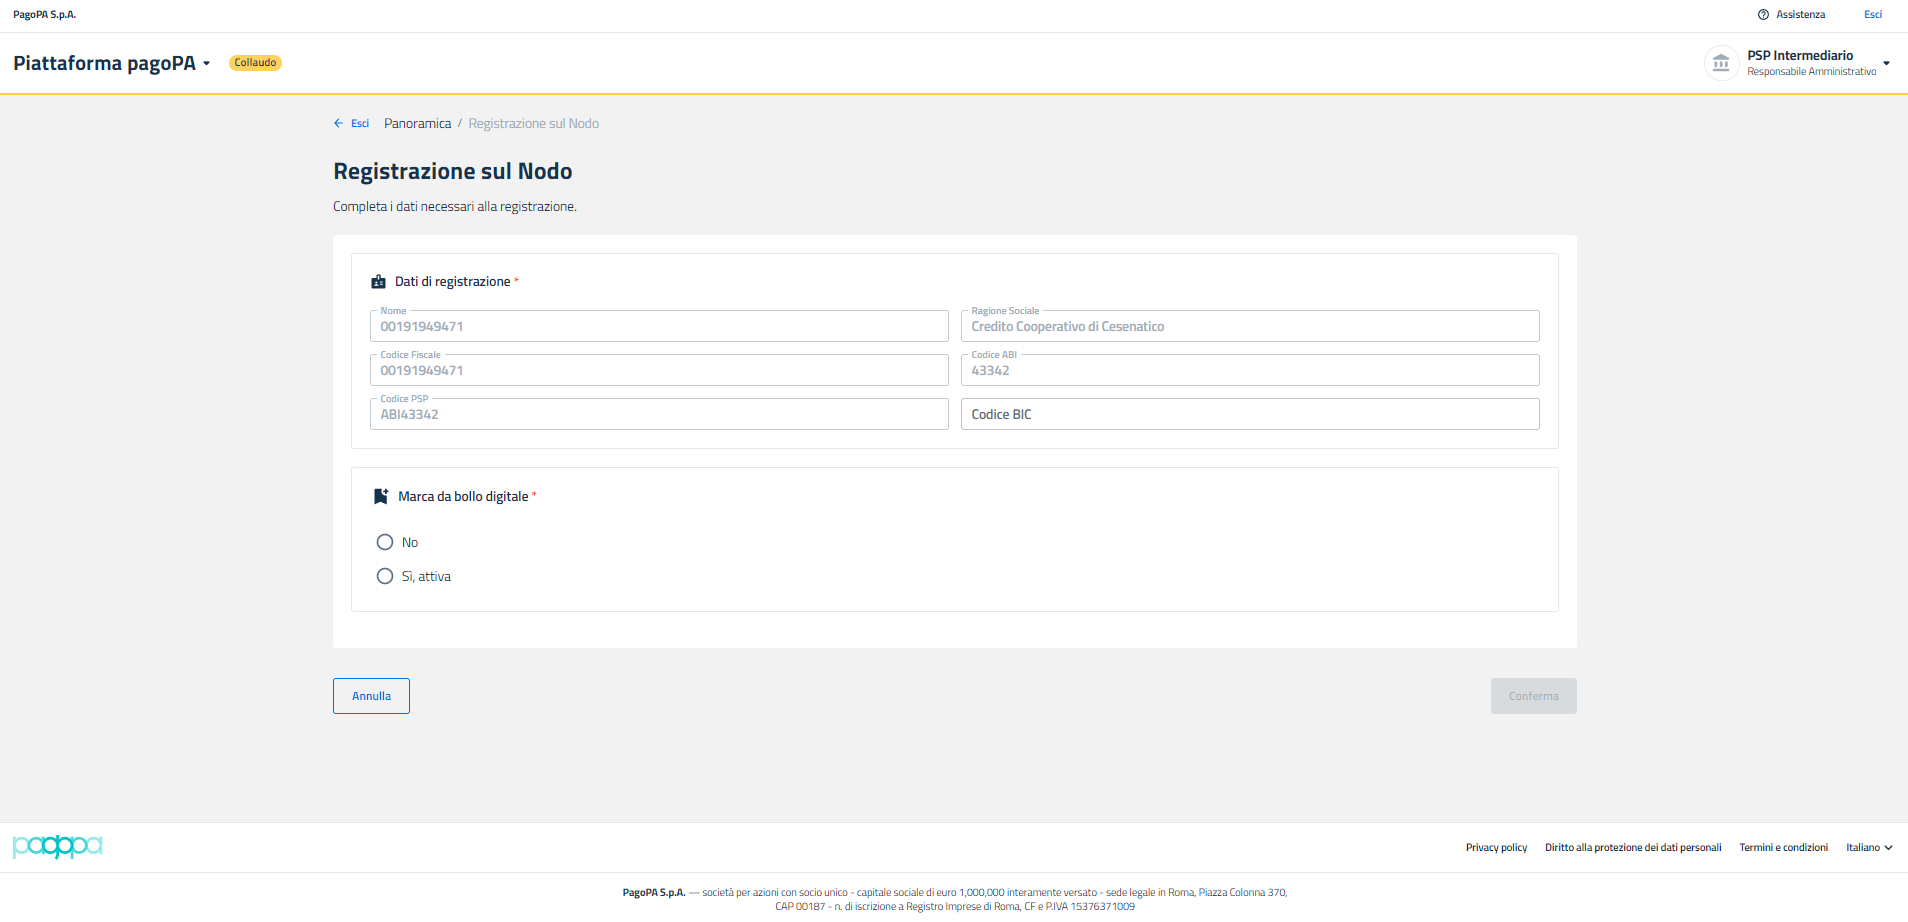 PagoPA S.p.A.
Assistenza
Esci
Piattaforma pagoPA
Collaudo
PSP Intermediario
Responsabile Amministrativo
Esci
Panoramica / Registrazione sul Nodo
Registrazione sul Nodo
Completa i dati necessari alla registrazione.
Dati di registrazione *
Nome
00191949471
Ragione Sociale
Credito Cooperativo di Cesenatico
Codice Fiscale
00191949471
Codice ABI
43342
Codice PSP
ABI43342
Codice BIC
Marca da bollo digitale *
No
Sì, attiva
Annulla
Conferma
pagopa
Privacy policy
Diritto alla protezione dei dati personali
Termini e condizioni
Italiano
PagoPA S.p.A. — società per azioni con socio unico - capitale sociale di euro 1,000,000 interamente versato - sede legale in Roma, Piazza Colonna 370,
CAP 00187 - n. di iscrizione a Registro Imprese di Roma, CF e P.IVA 15376371009